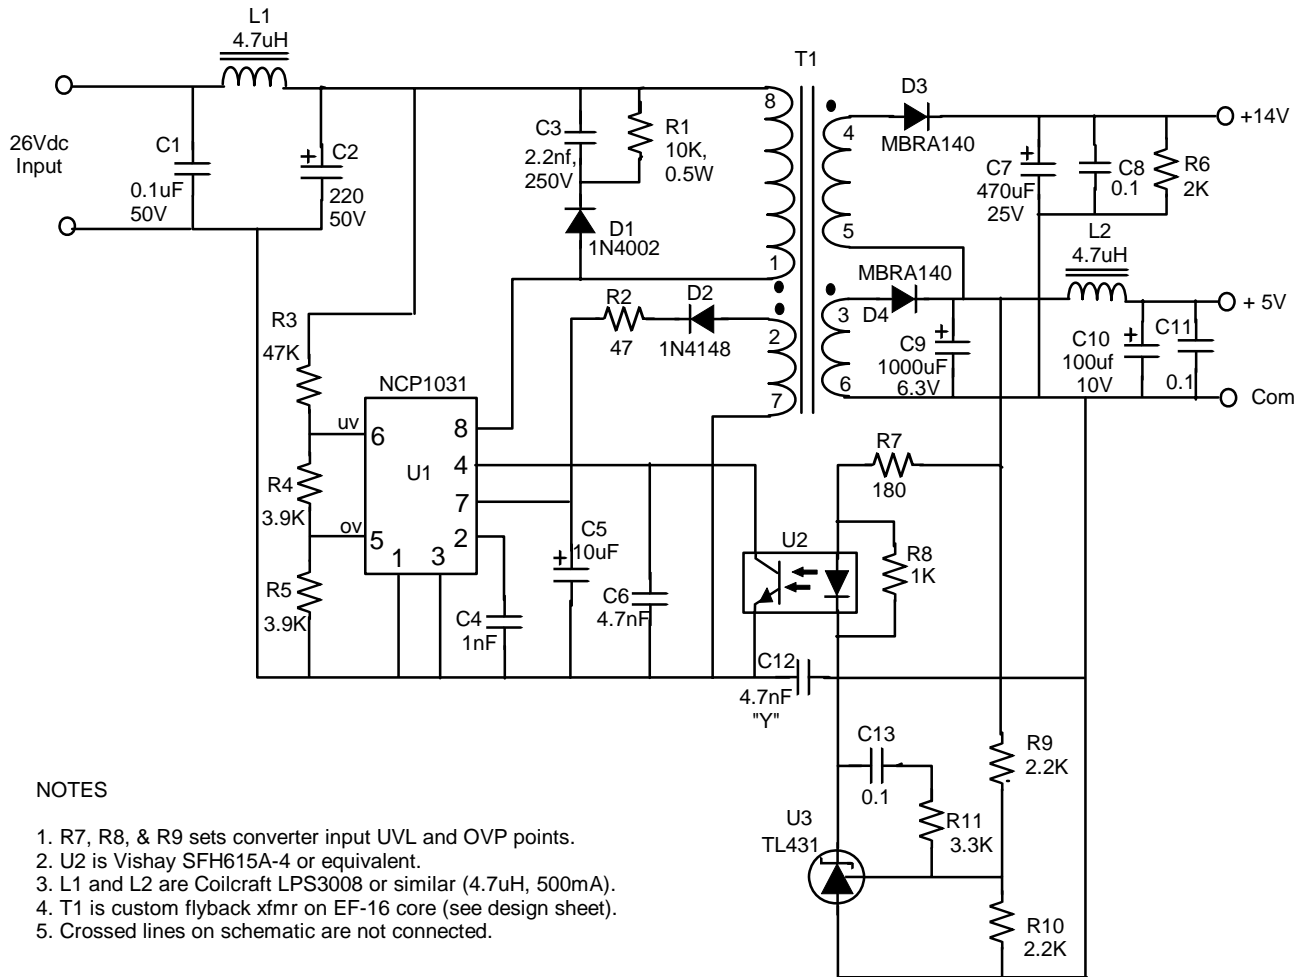 L1
4.7uH
26Vdc
Input
C1
0.1uF
50V
C2
220
50V
C3
2.2nf,
250V
R1
10K,
0.5W
D1
1N4002
T1
8
1
2
7
4
5
3
6
D3
MBRA140
+14V
C7
470uF
25V
C8
0.1
R6
2K
L2
4.7uH
MBRA140
D4
C9
1000uF
6.3V
+ 5V
C10
100uf
10V
C11
0.1
Com
R2
47
D2
1N4148
R3
47K
R4
3.9K
R5
3.9K
NCP1031
uv
ov
6
5
U1
8
4
7
2
1
3
C4
1nF
C5
10uF
C6
4.7nF
U2
R7
180
R8
1K
C12
4.7nF
"Y"
C13
0.1
R11
3.3K
R9
2.2K
R10
2.2K
U3
TL431
NOTES
1. R7, R8, & R9 sets converter input UVL and OVP points.
2. U2 is Vishay SFH615A-4 or equivalent.
3. L1 and L2 are Coilcraft LPS3008 or similar (4.7uH, 500mA).
4. T1 is custom flyback xfmr on EF-16 core (see design sheet).
5. Crossed lines on schematic are not connected.